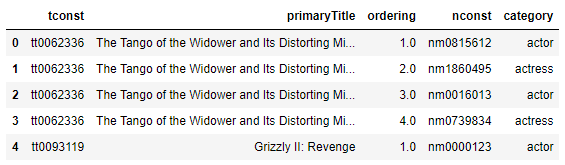 tconst primaryTitle ordering nconst category
0 tt0062336 The Tango of the Widower and Its Distorting Mi... 1.0 nm0815612 actor
1 tt0062336 The Tango of the Widower and Its Distorting Mi... 2.0 nm1860495 actress
2 tt0062336 The Tango of the Widower and Its Distorting Mi... 3.0 nm0016013 actor
3 tt0062336 The Tango of the Widower and Its Distorting Mi... 4.0 nm0739834 actress
4 tt0093119 Grizzly II: Revenge 1.0 nm0000123 actor